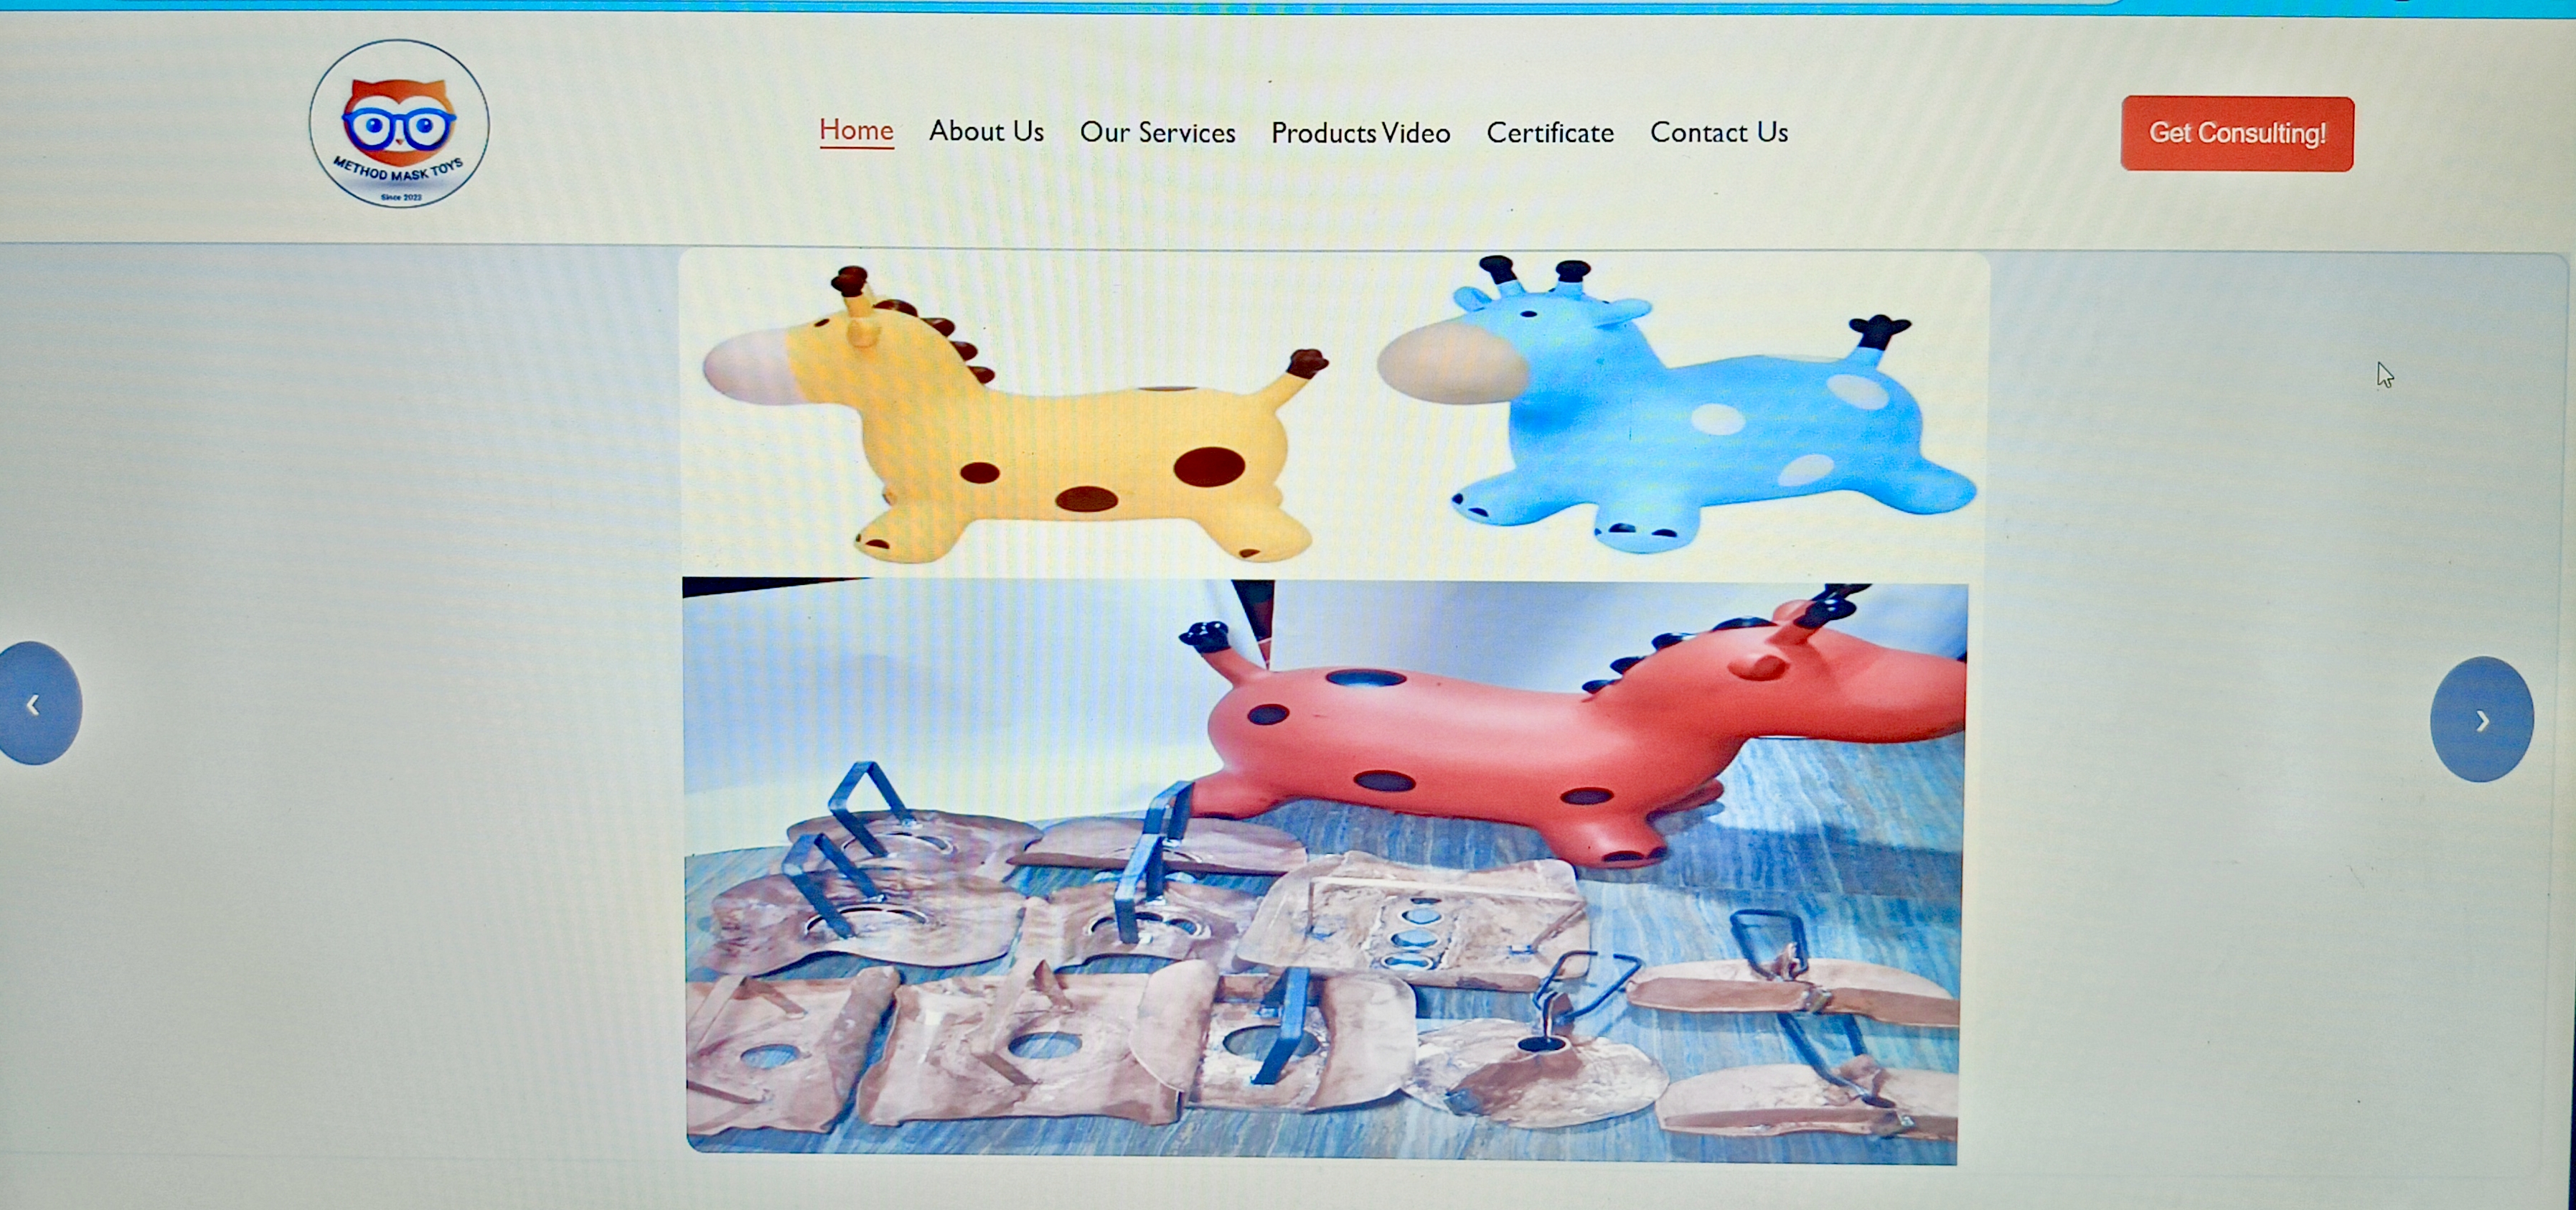 METHOD MASK TOYS
Since 2023
Home About Us Our Services Products Video Certificate Contact Us
Get Consulting!